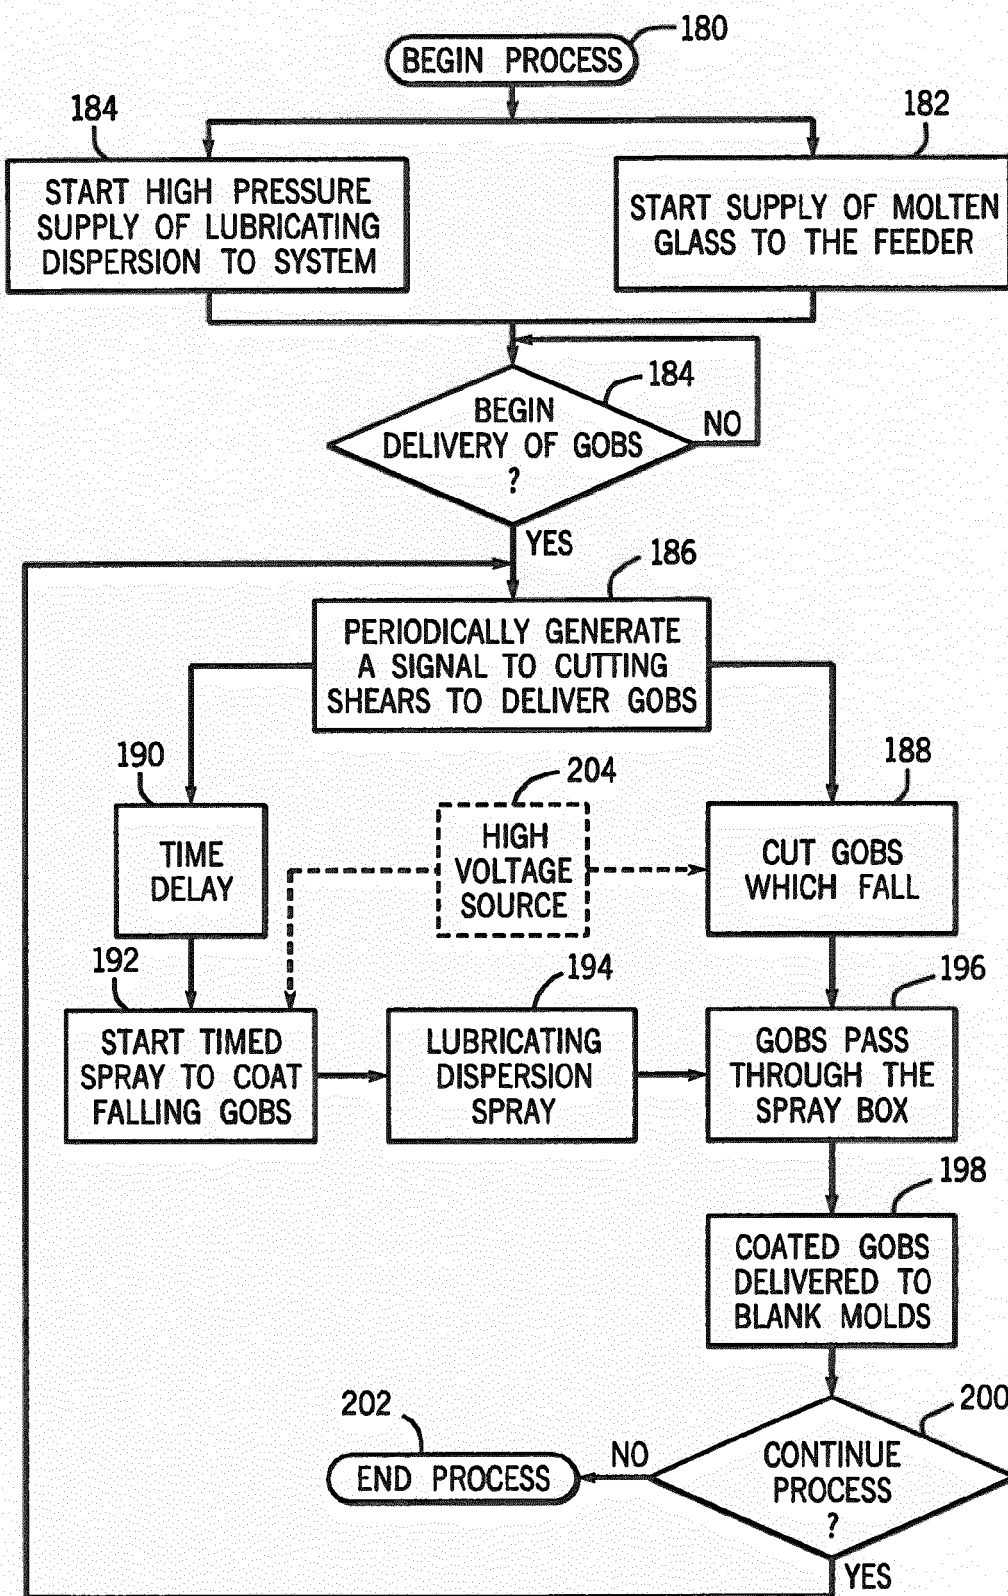 180
BEGIN PROCESS
184
182
START HIGH PRESSURE
SUPPLY OF LUBRICATING
DISPERSION TO SYSTEM
START SUPPLY OF MOLTEN
GLASS TO THE FEEDER
184
BEGIN
DELIVERY OF GOBS
?
NO
YES
186
PERIODICALLY GENERATE
A SIGNAL TO CUTTING
SHEARS TO DELIVER GOBS
190
204
188
TIME
DELAY
HIGH
VOLTAGE
SOURCE
CUT GOBS
WHICH FALL
192
194
196
START TIMED
SPRAY TO COAT
FALLING GOBS
LUBRICATING
DISPERSION
SPRAY
GOBS PASS
THROUGH THE
SPRAY BOX
198
COATED GOBS
DELIVERED TO
BLANK MOLDS
202
200
END PROCESS
NO
CONTINUE
PROCESS
?
YES